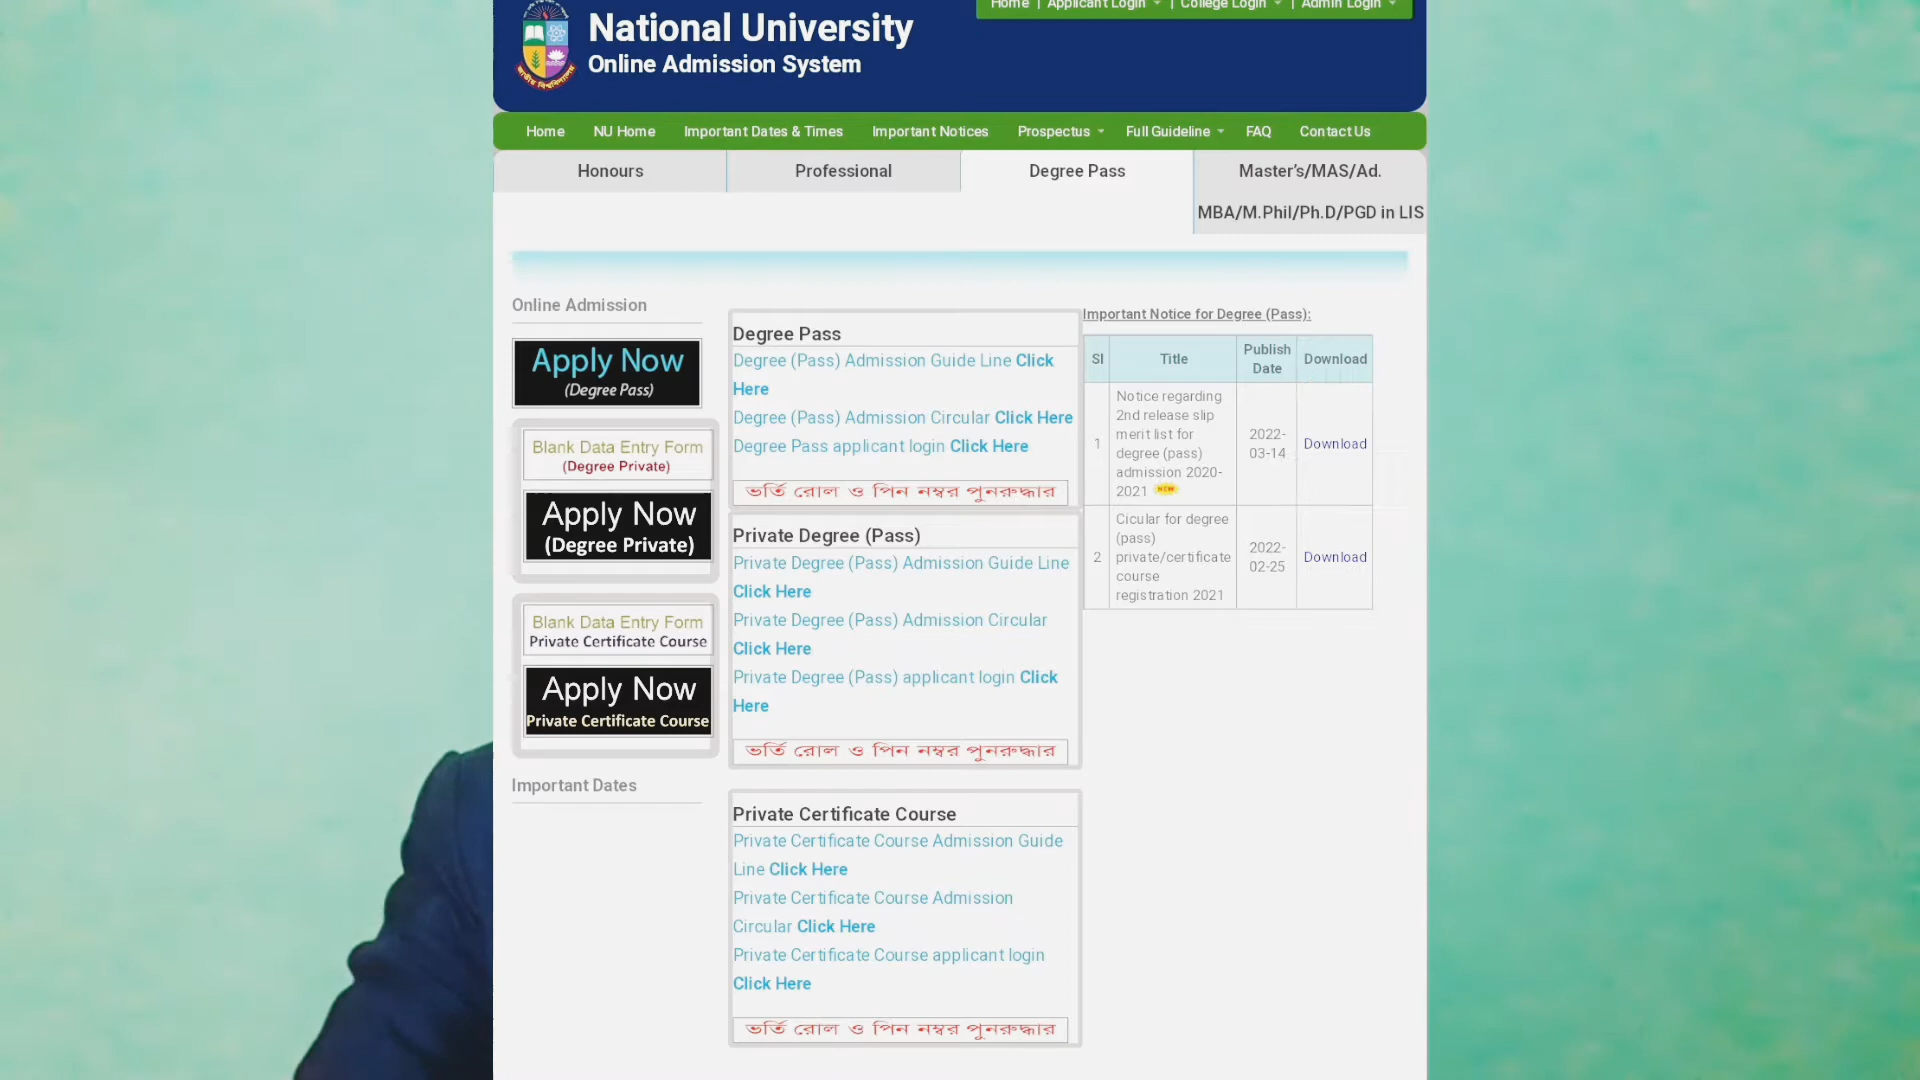 Home | Applicant Login | College Login | Admin Login
National University
Online Admission System
Home NU Home Important Dates & Times Important Notices Prospectus Full Guideline FAQ Contact Us
Honours Professional Degree Pass Master's/MAS/Ad.
MBA/M.Phil/Ph.D/PGD in LIS
Online Admission
Apply Now
(Degree Pass)
Blank Data Entry Form
(Degree Private)
Apply Now
(Degree Private)
Blank Data Entry Form
Private Certificate Course
Apply Now
Private Certificate Course
Important Dates
Degree Pass
Degree (Pass) Admission Guide Line Click
Here
Degree (Pass) Admission Circular Click Here
Degree Pass applicant login Click Here
ভর্তি রোল ও পিন নম্বর পুনরুদ্ধার
Private Degree (Pass)
Private Degree (Pass) Admission Guide Line
Click Here
Private Degree (Pass) Admission Circular
Click Here
Private Degree (Pass) applicant login Click
Here
ভর্তি রোল ও পিন নম্বর পুনরুদ্ধার
Private Certificate Course
Private Certificate Course Admission Guide
Line Click Here
Private Certificate Course Admission
Circular Click Here
Private Certificate Course applicant login
Click Here
ভর্তি রোল ও পিন নম্বর পুনরুদ্ধার
Important Notice for Degree (Pass):
Sl Title Publish Date Download
1
Notice regarding
2nd release slip
merit list for
degree (pass)
admission 2020-
2021 NEW
2022-
03-14
Download
2
Cicular for degree
(pass)
private/certificate
course
registration 2021
2022-
02-25
Download